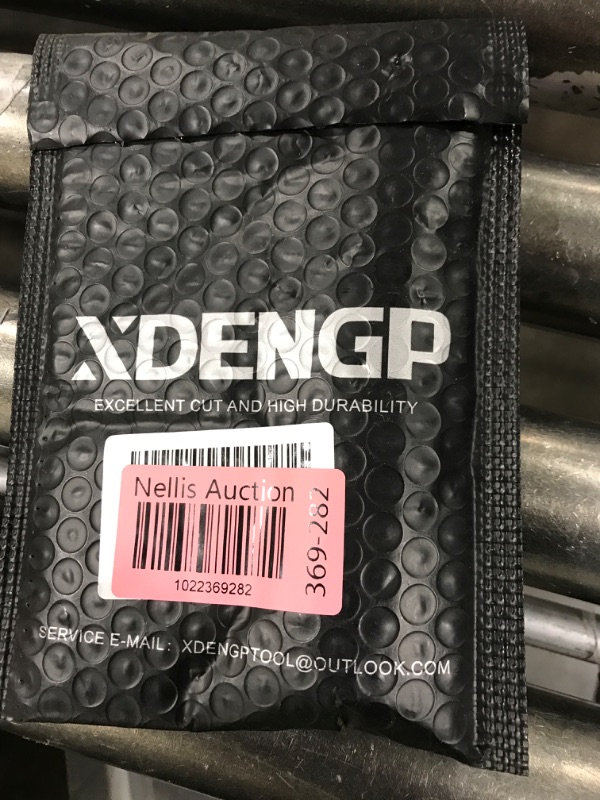 XDENGP
EXCELLENT CUT AND HIGH DURABILITY
Nellis Auction
1022369282
369-282
SERVICE E-MAIL: XDENGPTOOL@OUTLOOK.COM